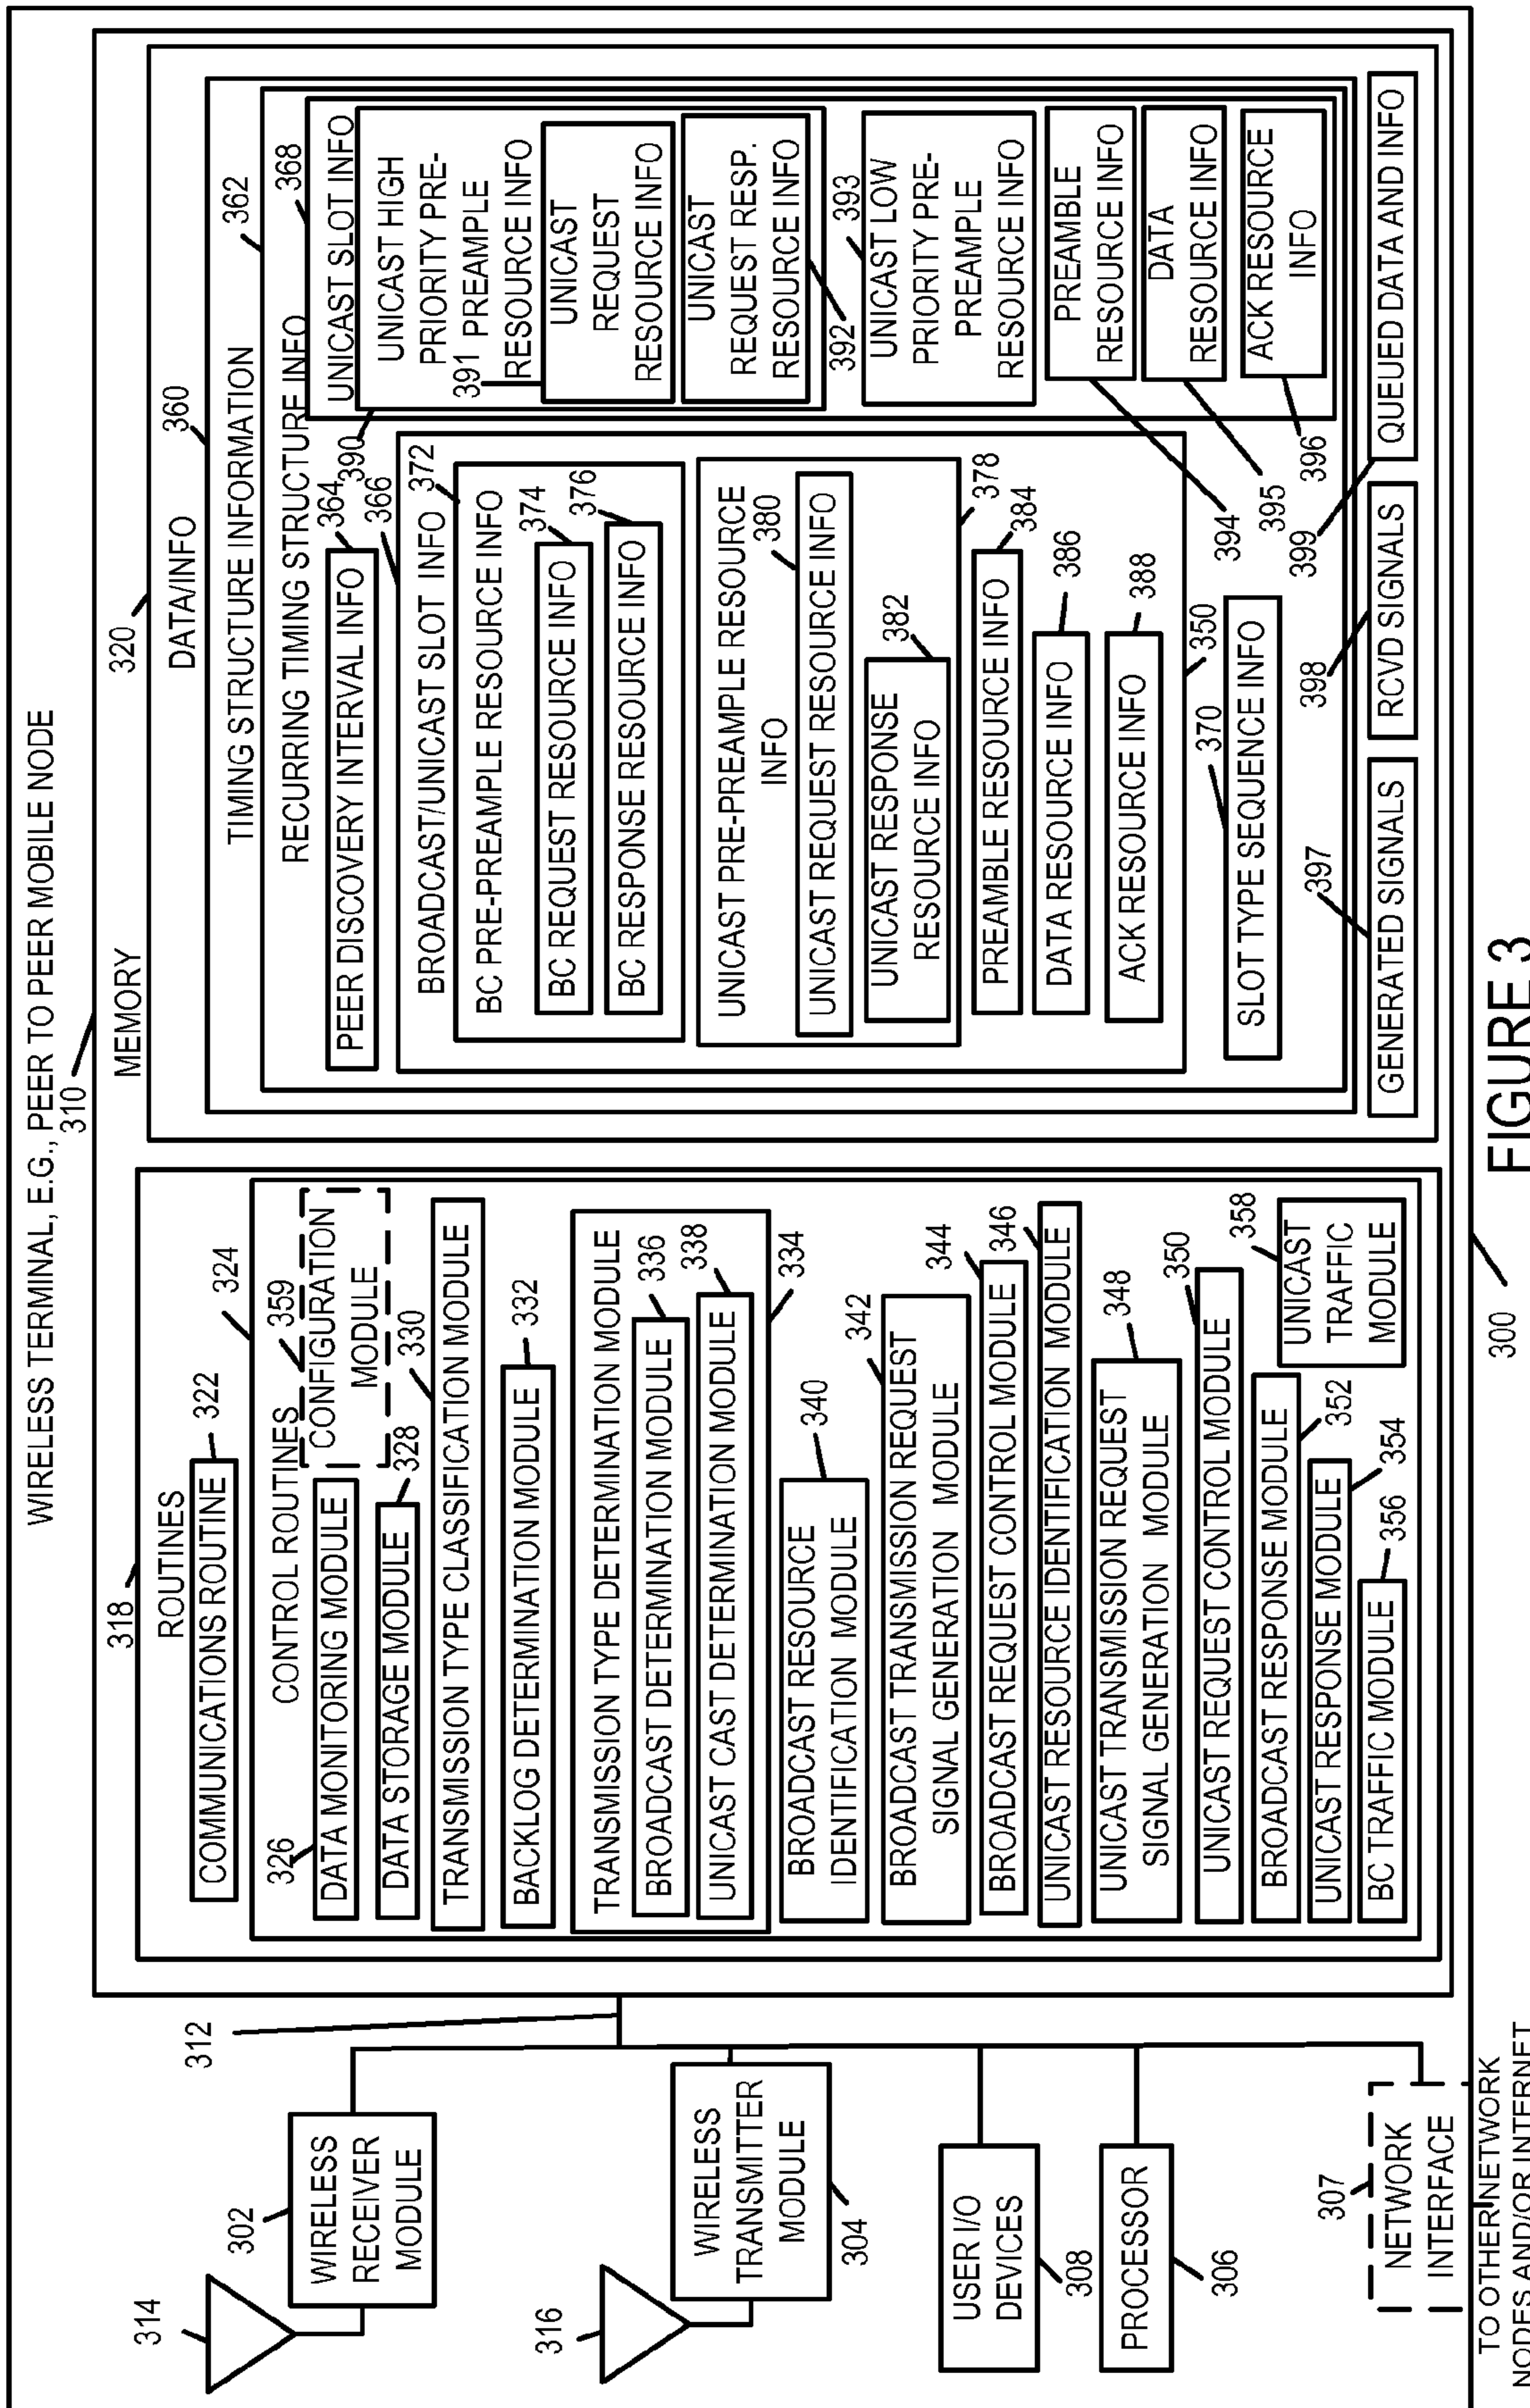 WIRELESS TERMINAL, E.G., PEER TO PEER MOBILE NODE
314
302
WIRELESS
RECEIVER
MODULE
316
WIRELESS
TRANSMITTER
MODULE
304
USER I/O
DEVICES
308
PROCESSOR
306
307
NETWORK
INTERFACE
TO OTHER NETWORK
NODES AND/OR INTERNET
312
310
MEMORY
318
ROUTINES
COMMUNICATIONS ROUTINE
322
324
CONTROL ROUTINES
359
CONFIGURATION
MODULE
326
DATA MONITORING MODULE
DATA STORAGE MODULE
328
330
TRANSMISSION TYPE CLASSIFICATION MODULE
BACKLOG DETERMINATION MODULE
332
TRANSMISSION TYPE DETERMINATION MODULE
336
BROADCAST DETERMINATION MODULE
338
UNICAST CAST DETERMINATION MODULE
334
BROADCAST RESOURCE
IDENTIFICATION MODULE
340
342
BROADCAST TRANSMISSION REQUEST
SIGNAL GENERATION MODULE
344
BROADCAST REQUEST CONTROL MODULE
346
UNICAST RESOURCE IDENTIFICATION MODULE
UNICAST TRANSMISSION REQUEST
SIGNAL GENERATION MODULE
348
350
UNICAST REQUEST CONTROL MODULE
BROADCAST RESPONSE MODULE
352
UNICAST RESPONSE MODULE
354
BC TRAFFIC MODULE
356
358
UNICAST
TRAFFIC
MODULE
320
DATA/INFO
360
TIMING STRUCTURE INFORMATION
362
RECURRING TIMING STRUCTURE INFO
364
PEER DISCOVERY INTERVAL INFO
366
BROADCAST/UNICAST SLOT INFO
372
BC PRE-PREAMPLE RESOURCE INFO
374
BC REQUEST RESOURCE INFO
376
BC RESPONSE RESOURCE INFO
UNICAST PRE-PREAMPLE RESOURCE
INFO
380
UNICAST REQUEST RESOURCE INFO
382
UNICAST RESPONSE
RESOURCE INFO
378
PREAMBLE RESOURCE INFO
384
DATA RESOURCE INFO
386
ACK RESOURCE INFO
388
350
370
SLOT TYPE SEQUENCE INFO
368
UNICAST SLOT INFO
390
UNICAST HIGH
PRIORITY PRE-
PREAMPLE
RESOURCE INFO
391
UNICAST
REQUEST
RESOURCE INFO
UNICAST
REQUEST RESP.
RESOURCE INFO
392
393
UNICAST LOW
PRIORITY PRE-
PREAMPLE
RESOURCE INFO
PREAMBLE
RESOURCE INFO
394
DATA
RESOURCE INFO
395
ACK RESOURCE
INFO
396
397
GENERATED SIGNALS
398
RCVD SIGNALS
399
QUEUED DATA AND INFO
300
FIGURE 3